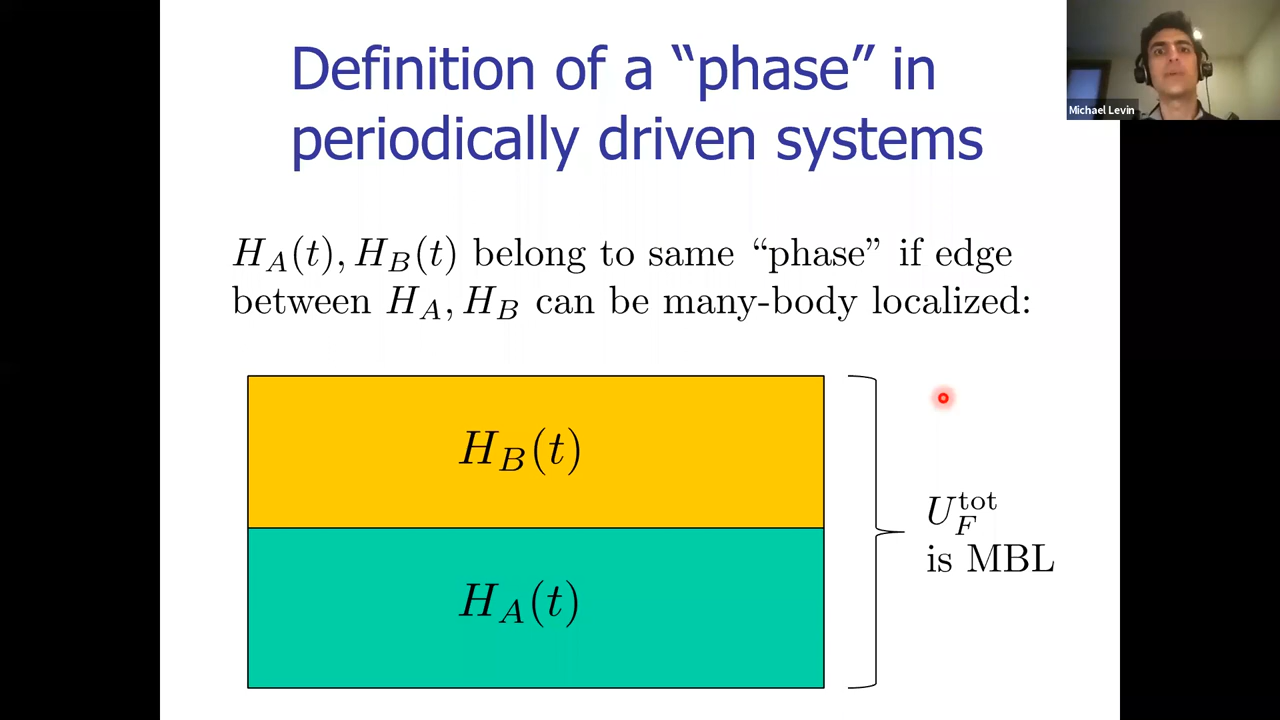 Definition of a “phase” in
periodically driven systems
Michael Levin
H_A(t), H_B(t) belong to same “phase” if edge
between H_A, H_B can be many-body localized:
H_B(t)
H_A(t)
U_F^tot
is MBL